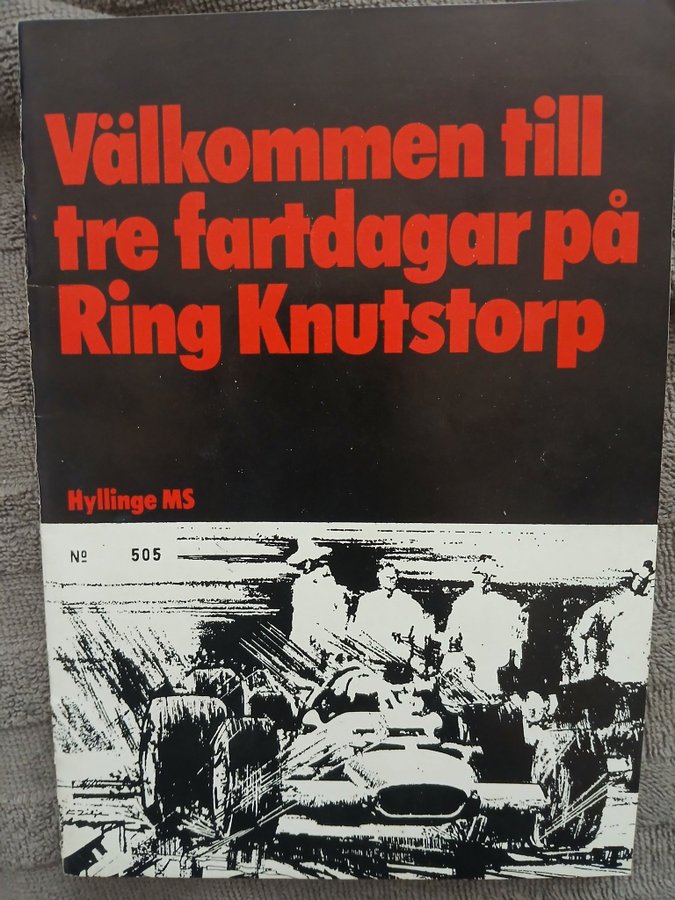 Välkommen till
tre fartdagar på
Ring Knutstorp
Hyllinge MS
Nº 505